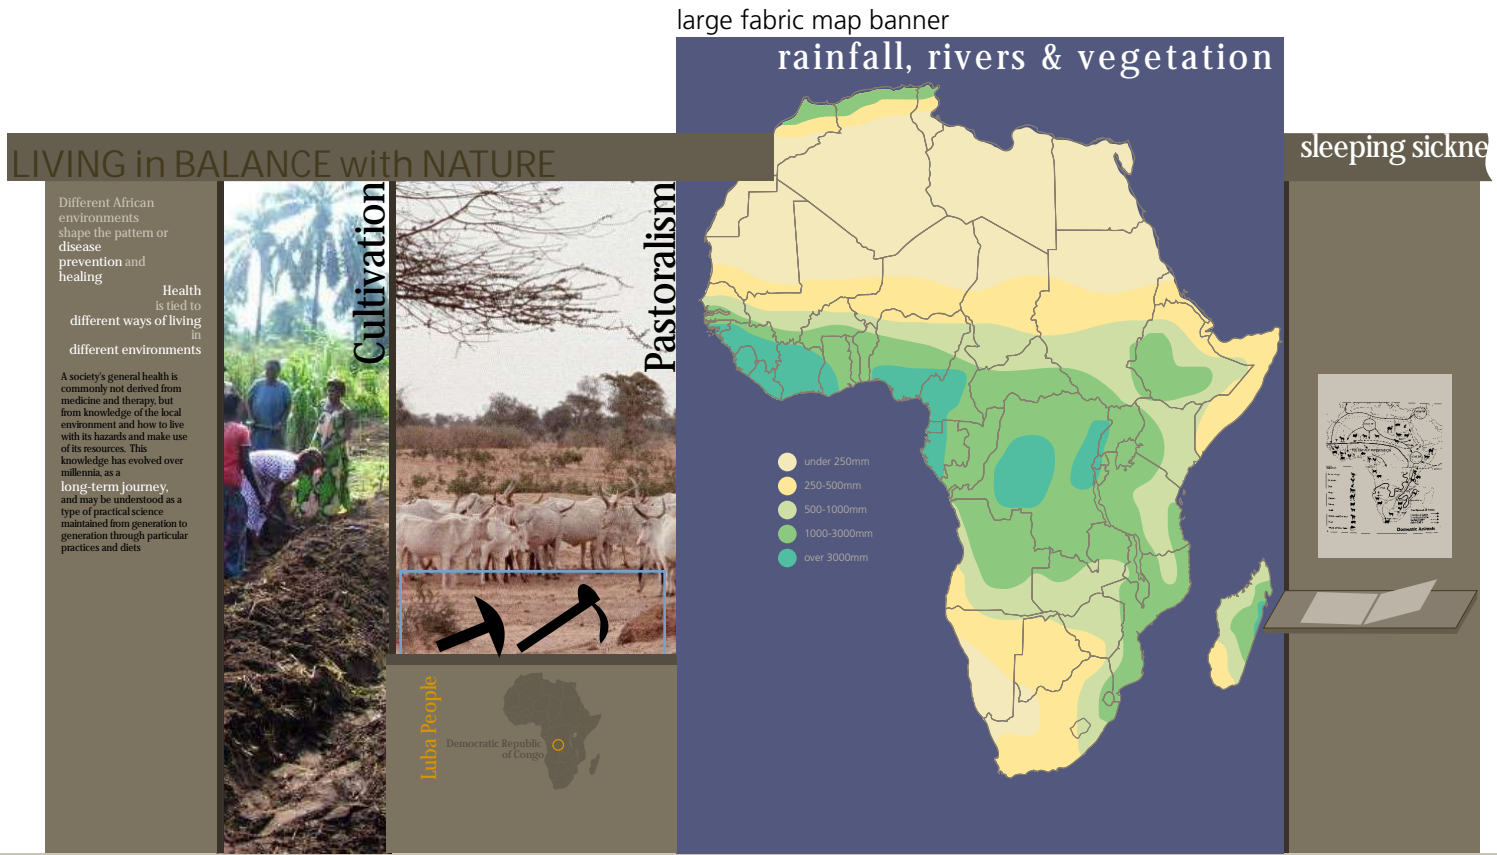 large fabric map banner
rainfall, rivers & vegetation
LIVING in BALANCE with NATURE
sleeping sickne
Different African
environments
shape the pattern or
disease
prevention and
healing
Health
is tied to
different ways of living
in
different environments
A society's general health is
commonly not derived from
medicine and therapy, but
from knowledge of the local
environment and how to live
with its hazards and make use
of its resources. This
knowledge has evolved over
millennia, as a
long-term journey,
and may be understood as a
type of practical science
maintained from generation to
generation through particular
practices and diets
Cultivation
Pastoralism
under 250mm
250-500mm
500-1000mm
1000-3000mm
over 3000mm
Luba People
Democratic Republic
of Congo
Domestic Animals